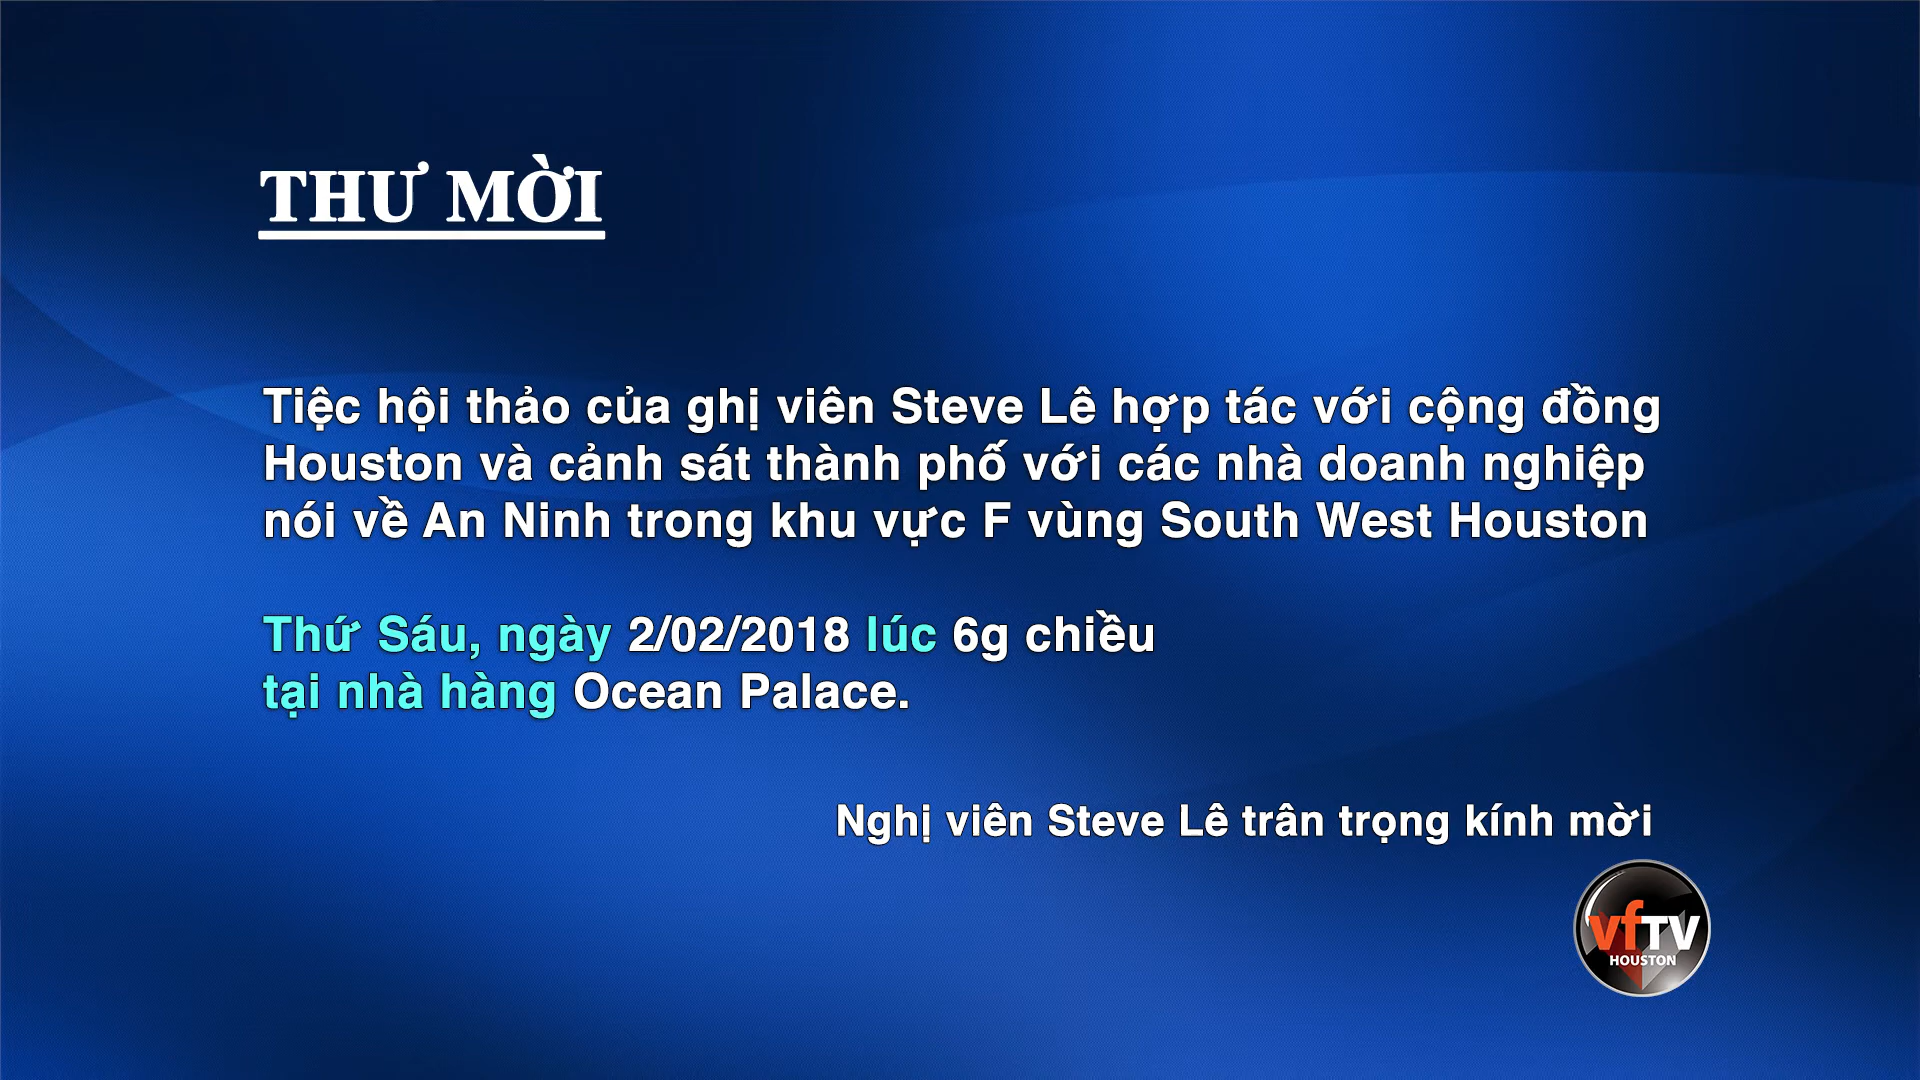 THƯ MỜI
Tiệc hội thảo của ghị viên Steve Lê hợp tác với cộng đồng
Houston và cảnh sát thành phố với các nhà doanh nghiệp
nói về An Ninh trong khu vực F vùng South West Houston
Thứ Sáu, ngày 2/02/2018 lúc 6g chiều
tại nhà hàng Ocean Palace.
Nghị viên Steve Lê trân trọng kính mời
vfTV
HOUSTON